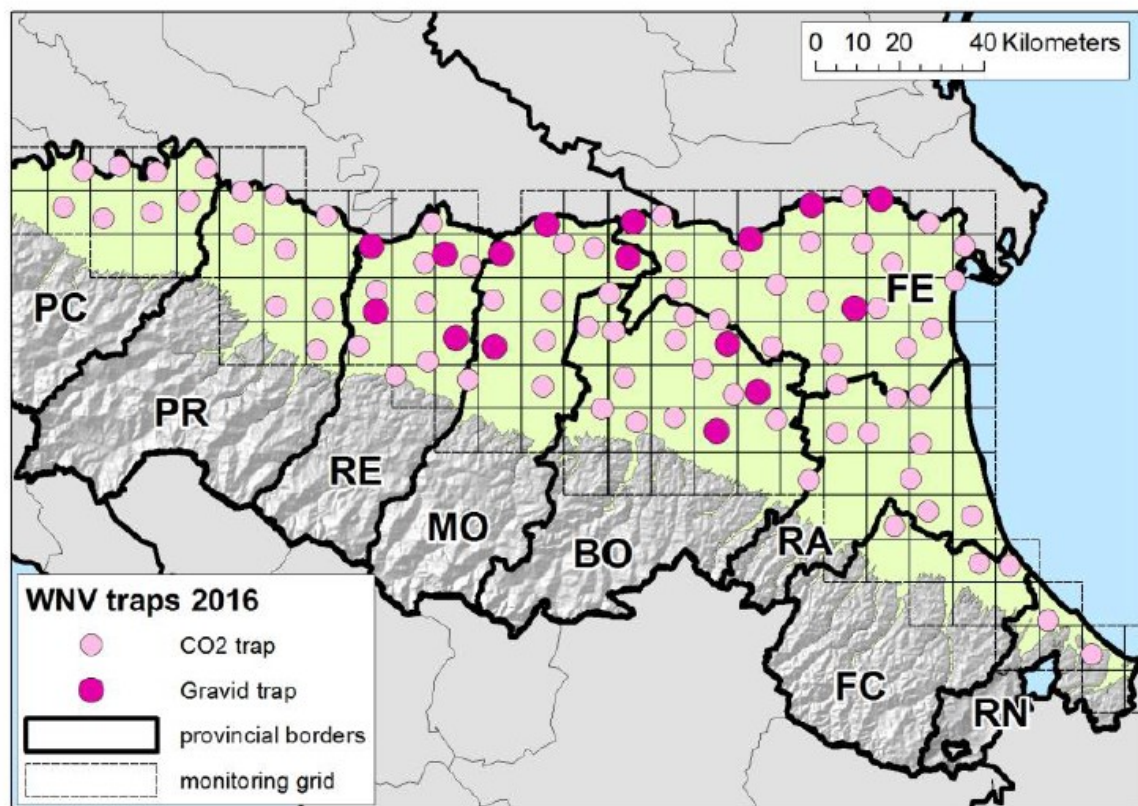 0 10 20 40 Kilometers
FE
PC
PR
RE
MO
BO
RA
FC
RN
WNV traps 2016
CO2 trap
Gravid trap
provincial borders
monitoring grid